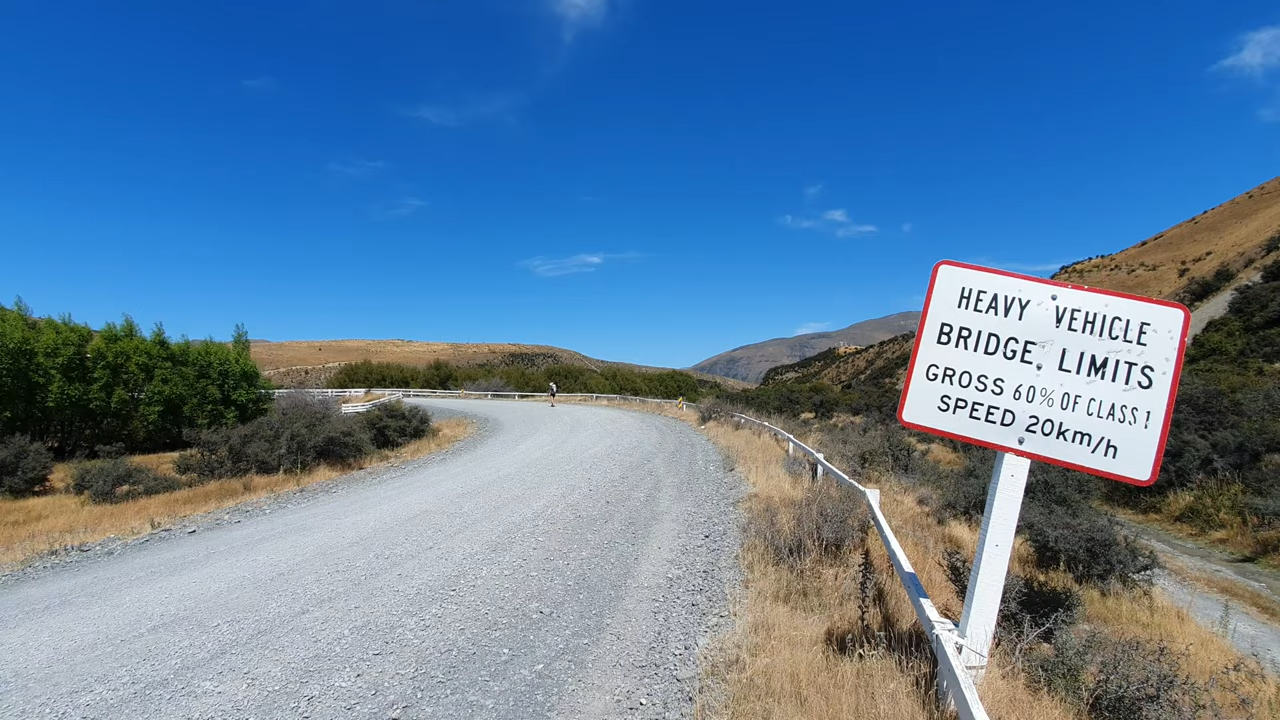 HEAVY VEHICLE
BRIDGE LIMITS
GROSS 60% OF CLASS 1
SPEED 20km/h